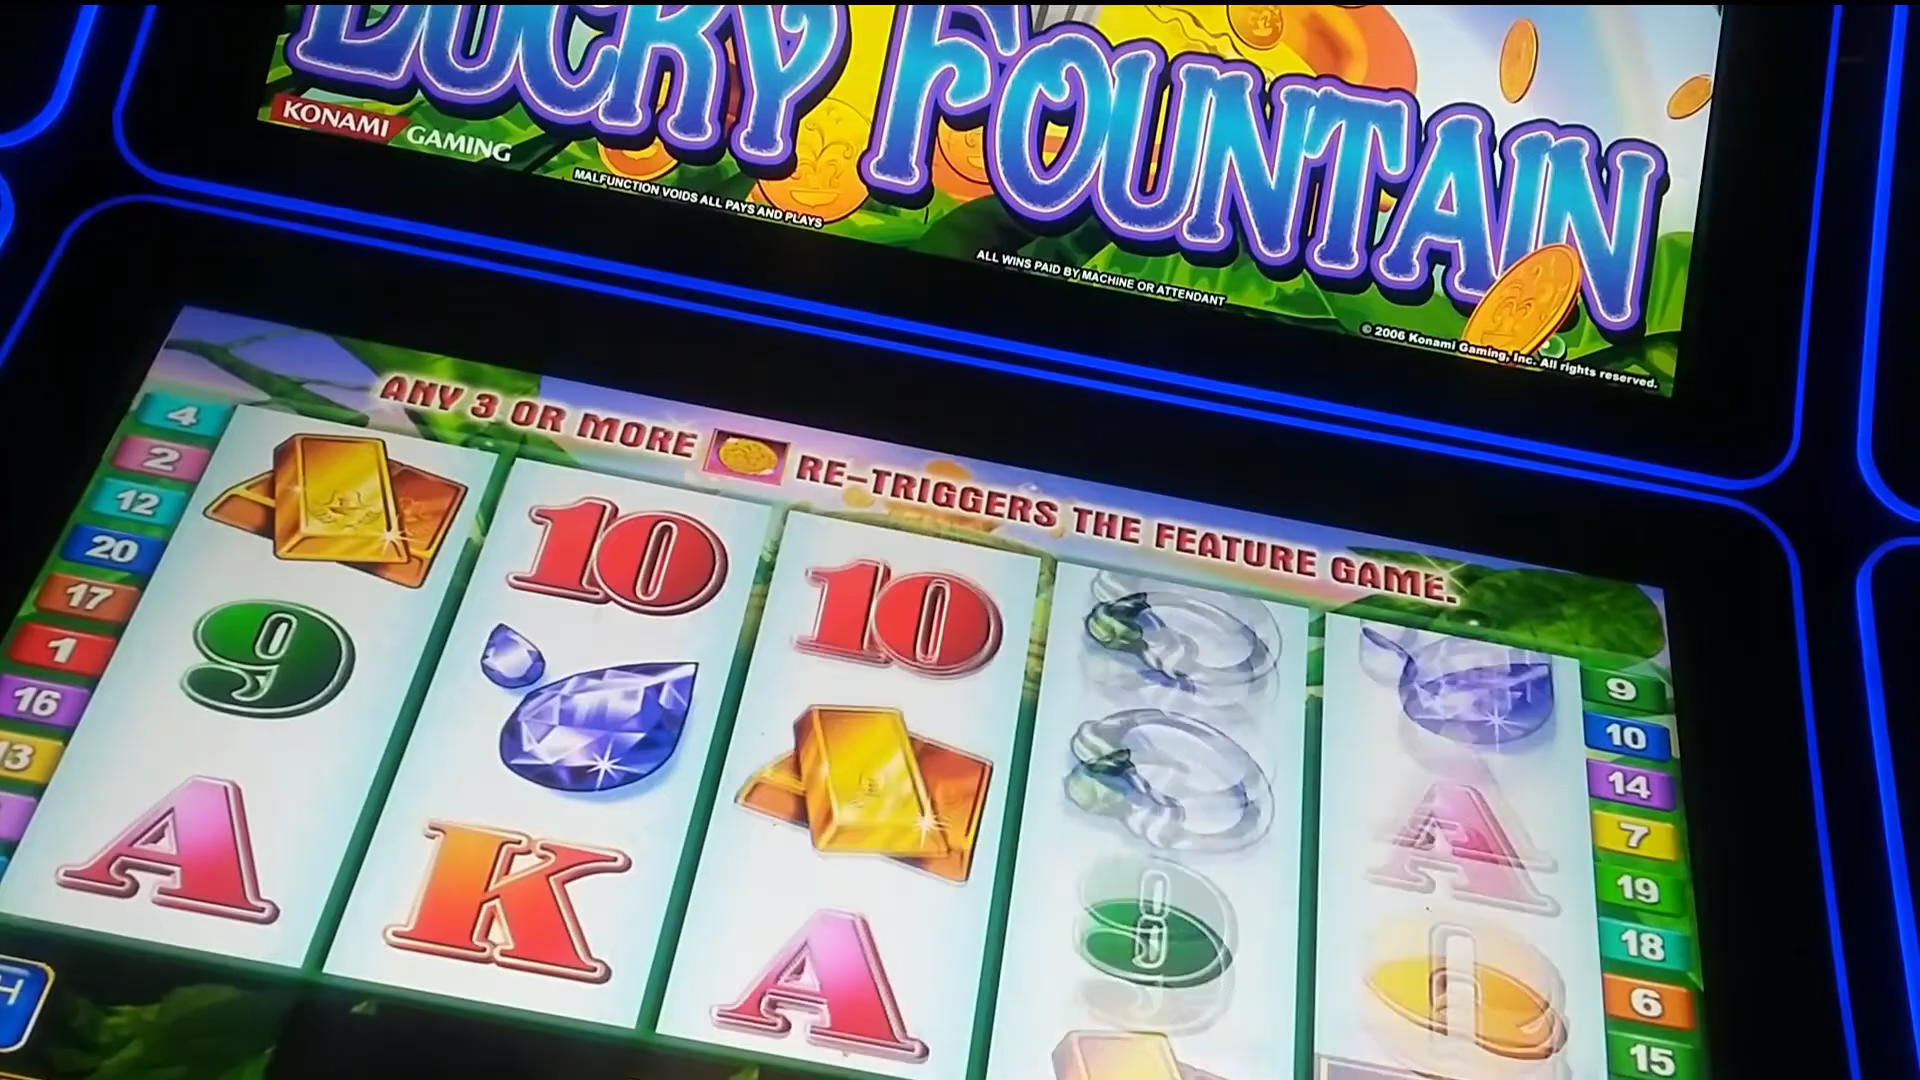 LUCKY FOUNTAIN
KONAMI GAMING
MALFUNCTION VOIDS ALL PAYS AND PLAYS
ALL WINS PAID BY MACHINE OR ATTENDANT
© 2006 Konami Gaming, Inc. All rights reserved.
ANY 3 OR MORE RE-TRIGGERS THE FEATURE GAME.
4
2
12
20
17
1
16
13
9
10
14
7
19
18
6
15
10
10
9
9
A
K
A
A
H